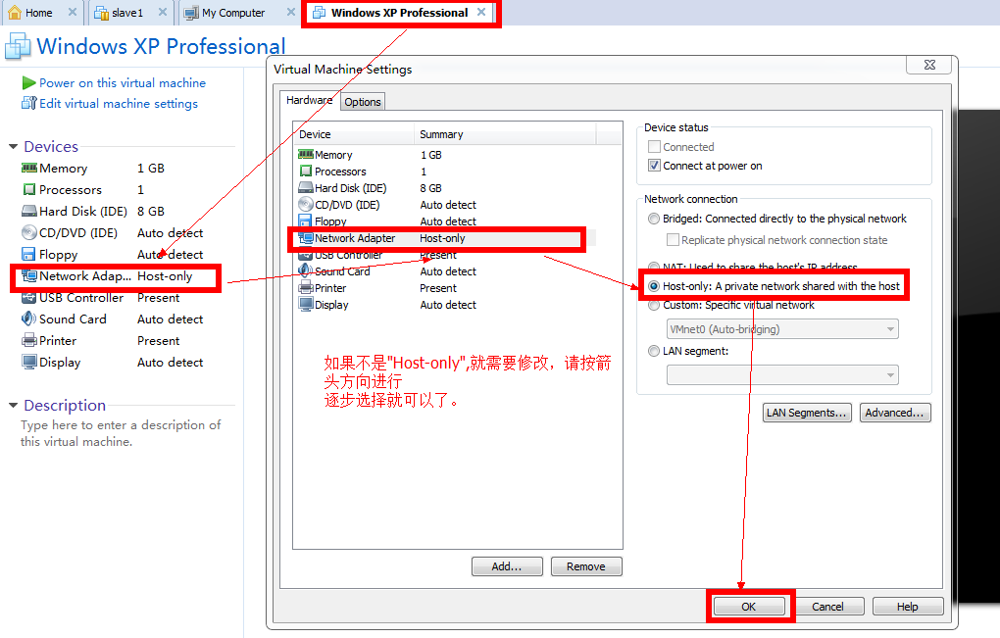 Home
slave1
My Computer
Windows XP Professional
Windows XP Professional
Power on this virtual machine
Edit virtual machine settings
Devices
Memory 1 GB
Processors 1
Hard Disk (IDE) 8 GB
CD/DVD (IDE) Auto detect
Floppy Auto detect
Network Adap... Host-only
USB Controller Present
Sound Card Auto detect
Printer Present
Display Auto detect
Description
Type here to enter a description of
this virtual machine.
Virtual Machine Settings
Hardware Options
Device Summary
Memory 1 GB
Processors 1
Hard Disk (IDE) 8 GB
CD/DVD (IDE) Auto detect
Floppy Auto detect
Network Adapter Host-only
USB Controller Present
Sound Card Auto detect
Printer Present
Display Auto detect
如果不是"Host-only",就需要修改，请按箭
头方向进行
逐步选择就可以了。
Add...
Remove
Device status
Connected
Connect at power on
Network connection
Bridged: Connected directly to the physical network
Replicate physical network connection state
NAT: Used to share the host's IP address
Host-only: A private network shared with the host
Custom: Specific virtual network
VMnet0 (Auto-bridging)
LAN segment:
LAN Segments...
Advanced...
OK
Cancel
Help